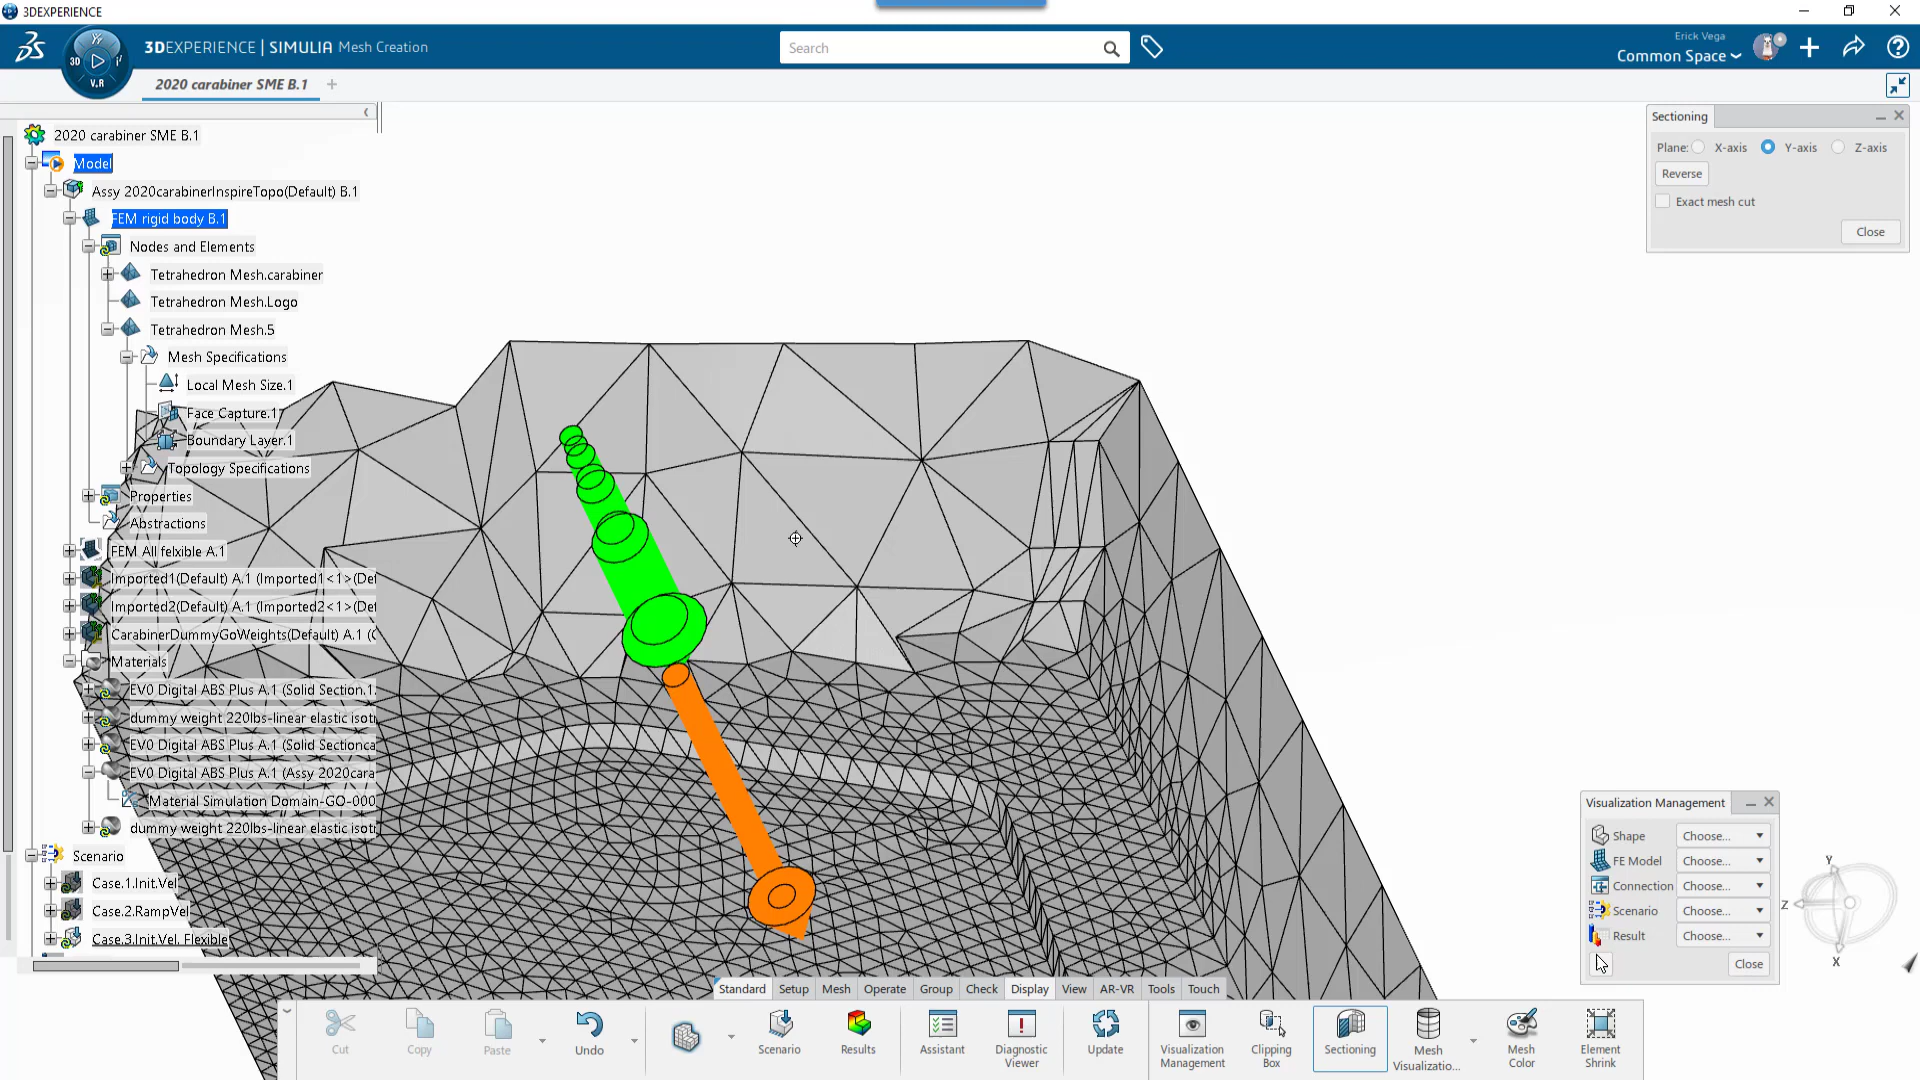 3DEXPERIENCE
3DEXPERIENCE | SIMULIA Mesh Creation
Search
Erick Vega
Common Space
3D
V.R
2020 carabiner SME B.1
2020 carabiner SME B.1
Model
Assy 2020carabinerInspireTopo(Default) B.1
FEM rigid body B.1
Nodes and Elements
Tetrahedron Mesh.carabiner
Tetrahedron Mesh.Logo
Tetrahedron Mesh.5
Mesh Specifications
Local Mesh Size.1
Face Capture.1
Boundary Layer.1
Topology Specifications
Properties
Abstractions
FEM All felxible A.1
Imported1(Default) A.1 (Imported1<1>(Def
Imported2(Default) A.1 (Imported2<1>(Def
CarabinerDummyGoWeights(Default) A.1 (C
Materials
EV0 Digital ABS Plus A.1 (Solid Section.1
dummy weight 220lbs-linear elastic isotr
EV0 Digital ABS Plus A.1 (Solid Sectionca
EV0 Digital ABS Plus A.1 (Assy 2020cara
Material Simulation Domain-GO-000
dummy weight 220lbs-linear elastic isotr
Scenario
Case.1.Init.Vel
Case.2.RampVel
Case.3.Init.Vel. Flexible
Sectioning
Plane: X-axis Y-axis Z-axis
Reverse
Exact mesh cut
Close
Visualization Management
Shape Choose...
FE Model Choose...
Connection Choose...
Scenario Choose...
Result Choose...
Close
Y
Z
X
Standard Setup Mesh Operate Group Check Display View AR-VR Tools Touch
Cut Copy Paste Undo Scenario Results Assistant Diagnostic Viewer Update Visualization Management Clipping Box Sectioning Mesh Visualizatio... Mesh Color Element Shrink